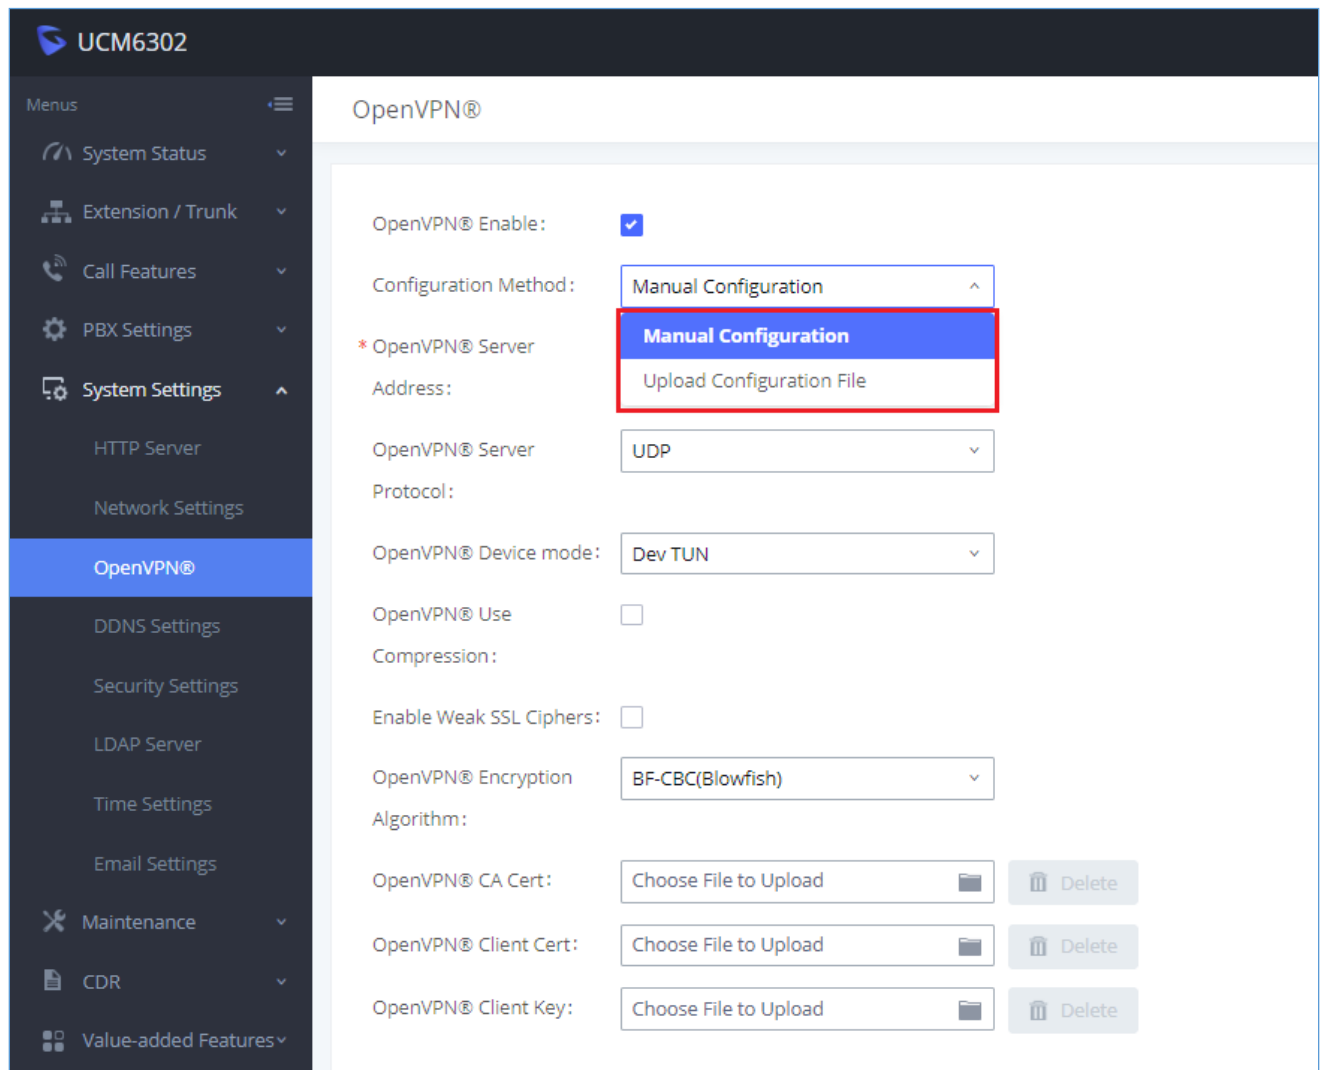 UCM6302
Menus
System Status
Extension / Trunk
Call Features
PBX Settings
System Settings
HTTP Server
Network Settings
OpenVPN®
DDNS Settings
Security Settings
LDAP Server
Time Settings
Email Settings
Maintenance
CDR
Value-added Features
OpenVPN®
OpenVPN® Enable:
Configuration Method: Manual Configuration
Manual Configuration
Upload Configuration File
* OpenVPN® Server
Address:
OpenVPN® Server UDP
Protocol:
OpenVPN® Device mode: Dev TUN
OpenVPN® Use
Compression:
Enable Weak SSL Ciphers:
OpenVPN® Encryption BF-CBC(Blowfish)
Algorithm:
OpenVPN® CA Cert: Choose File to Upload Delete
OpenVPN® Client Cert: Choose File to Upload Delete
OpenVPN® Client Key: Choose File to Upload Delete